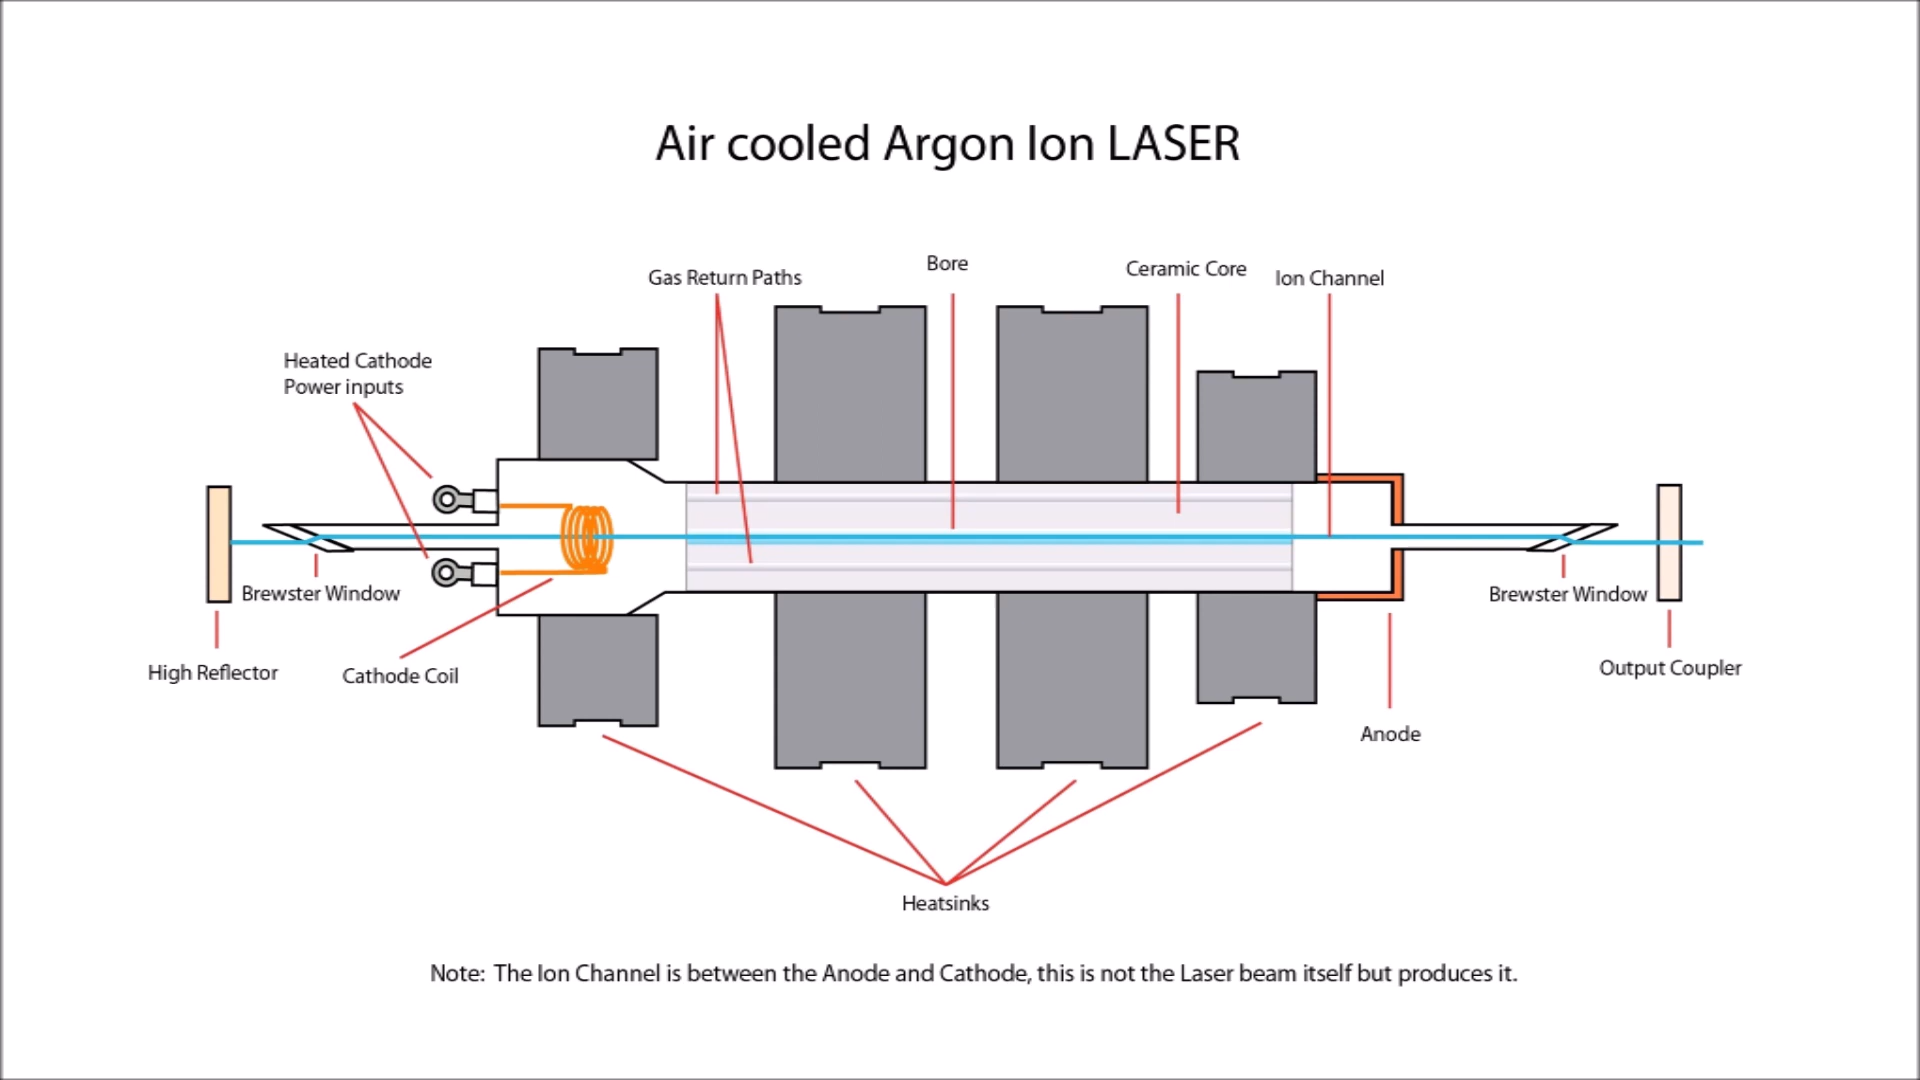 Air cooled Argon Ion LASER
Bore
Ceramic Core
Gas Return Paths
Ion Channel
Heated Cathode
Power inputs
Brewster Window
Brewster Window
High Reflector
Cathode Coil
Output Coupler
Anode
Heatsinks
Note: The Ion Channel is between the Anode and Cathode, this is not the Laser beam itself but produces it.